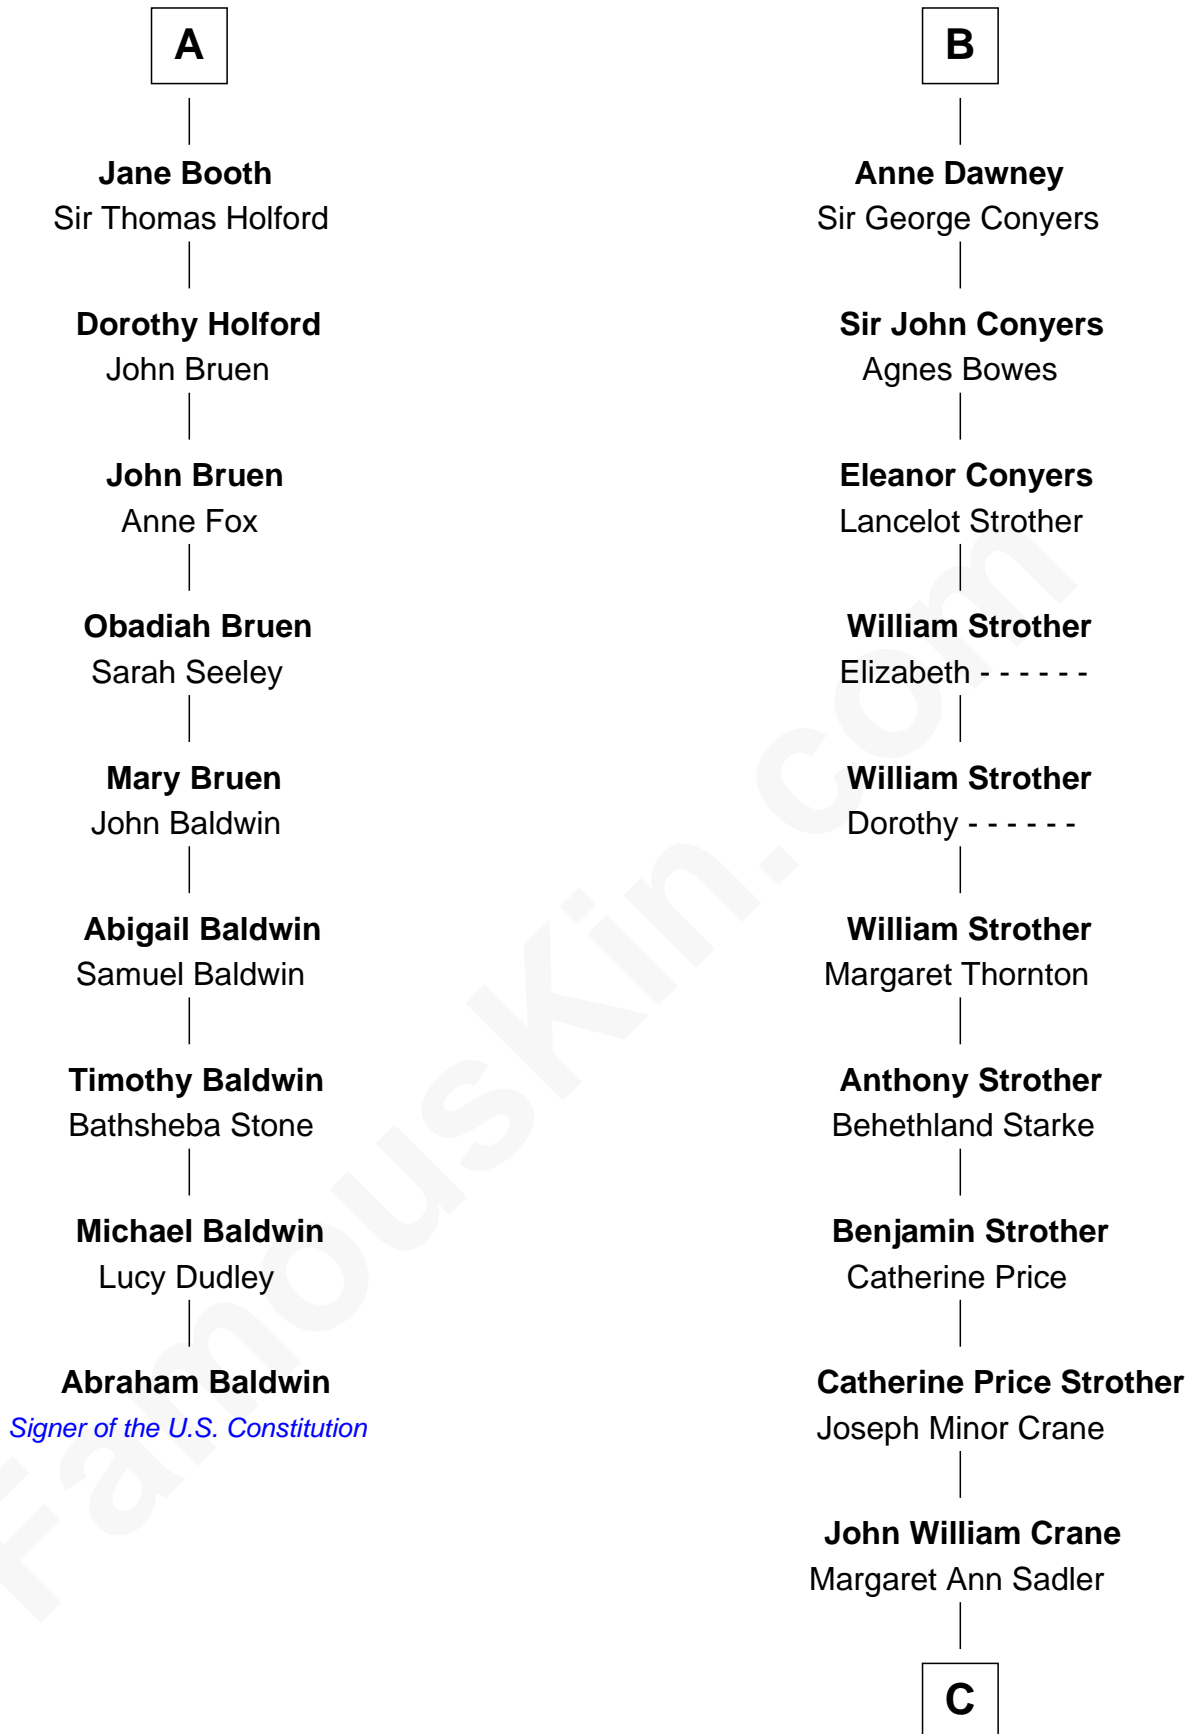 A
Jane Booth
Sir Thomas Holford
Dorothy Holford
John Bruen
John Bruen
Anne Fox
Obadiah Bruen
Sarah Seeley
Mary Bruen
John Baldwin
Abigail Baldwin
Samuel Baldwin
Timothy Baldwin
Bathsheba Stone
Michael Baldwin
Lucy Dudley
Abraham Baldwin
Signer of the U.S. Constitution
B
Anne Dawney
Sir George Conyers
Sir John Conyers
Agnes Bowes
Eleanor Conyers
Lancelot Strother
William Strother
Elizabeth - - - - - -
William Strother
Dorothy - - - - - -
William Strother
Margaret Thornton
Anthony Strother
Behethland Starke
Benjamin Strother
Catherine Price
Catherine Price Strother
Joseph Minor Crane
John William Crane
Margaret Ann Sadler
C
FamousKin.com